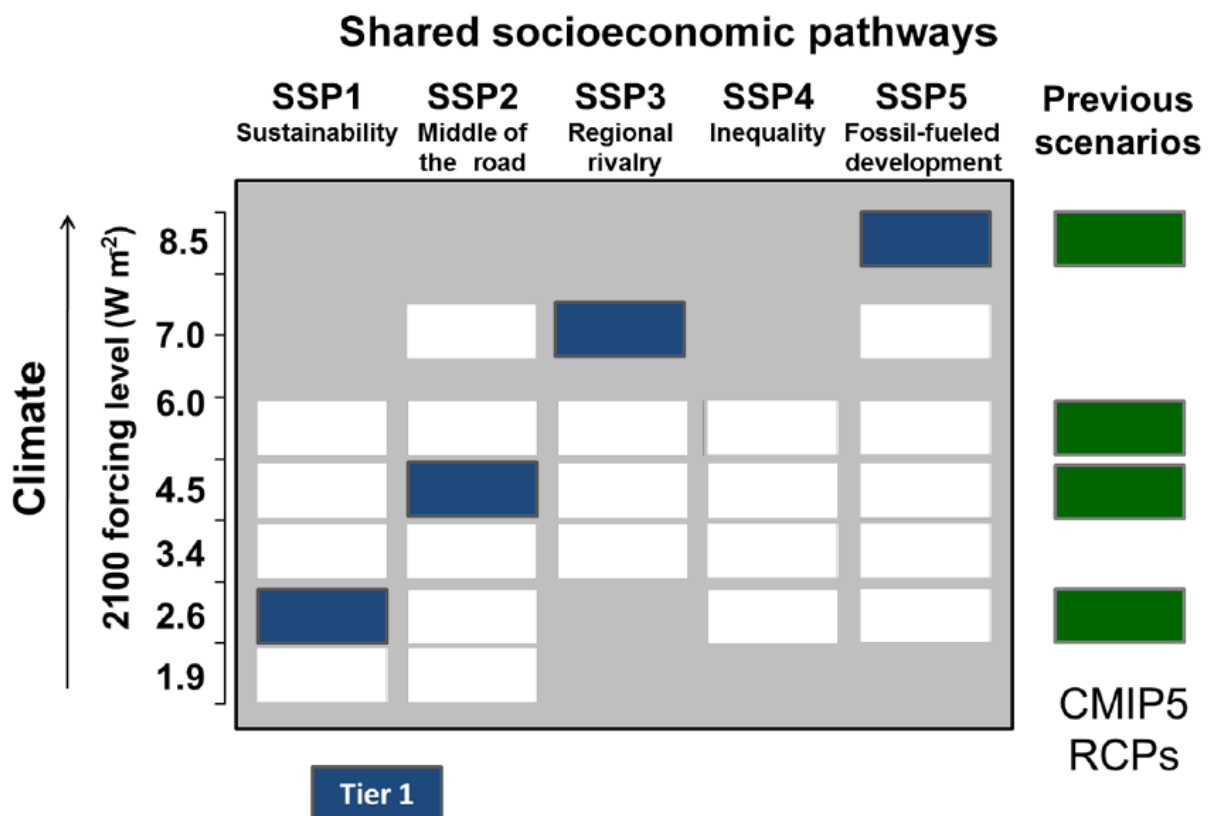 Shared socioeconomic pathways
SSP1
Sustainability
SSP2
Middle of
the road
SSP3
Regional
rivalry
SSP4
Inequality
SSP5
Fossil-fueled
development
Previous
scenarios
Climate
2100 forcing level (W m-2)
8.5
7.0
6.0
4.5
3.4
2.6
1.9
CMIP5
RCPs
Tier 1